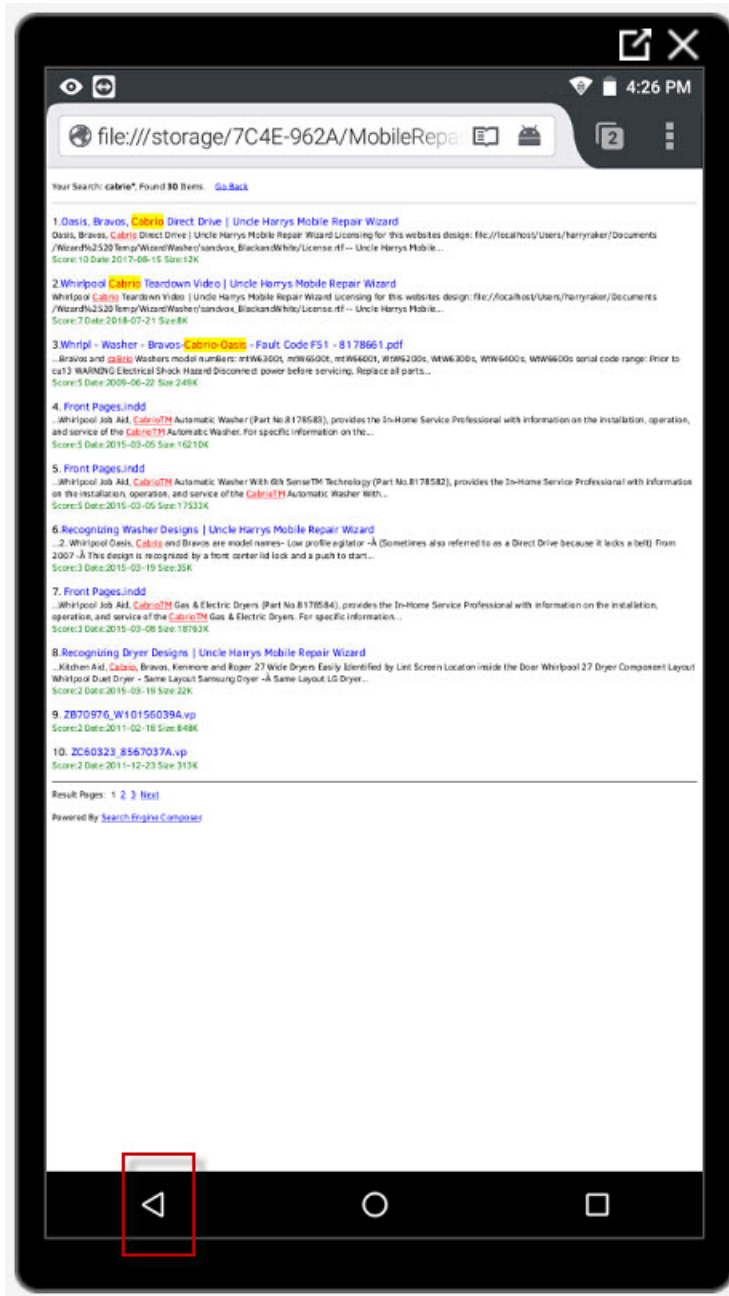 4:26 PM
file:///storage/7C4E-962A/MobileRepa
2
Your Search: cabrio*, Found 30 Items. Go Back
1.Oasis, Bravos, Cabrio Direct Drive | Uncle Harrys Mobile Repair Wizard
Oasis, Bravos, Cabrio Direct Drive | Uncle Harrys Mobile Repair Wizard Licensing for this websites design: file://localhost/Users/harryraker/Documents
/Wizard%2520Temp/WizardWasher/sandvox_BlackandWhite/License.rtf -- Uncle Harrys Mobile...
Score:10 Date:2017-08-15 Size:12K
2.Whirlpool Cabrio Teardown Video | Uncle Harrys Mobile Repair Wizard
Whirlpool Cabrio Teardown Video | Uncle Harrys Mobile Repair Wizard Licensing for this websites design: file://localhost/Users/harryraker/Documents
/Wizard%2520Temp/WizardWasher/sandvox_BlackandWhite/License.rtf -- Uncle Harrys Mobile...
Score:7 Date:2018-07-21 Size:8K
3.Whripl - Washer - Bravos-Cabrio-Oasis - Fault Code F51 - 8178661.pdf
...Bravos and caBrio Washers model numBers: mtW6300t, mtW6500t, mtW6600t, WtW6200s, WtW6300s, WtW6400s, WtW6600s serial code range: Prior to
cu13 WARNING Electrical Shock Hazard Disconnect power before servicing. Replace all parts...
Score:5 Date:2009-06-22 Size:249K
4. Front Pages.indd
...Whirlpool Job Aid, CabrioTM Automatic Washer (Part No.8178583), provides the In-Home Service Professional with information on the installation, operation,
and service of the CabrioTM Automatic Washer. For specific information on the...
Score:5 Date:2015-03-05 Size:16210K
5. Front Pages.indd
...Whirlpool Job Aid, CabrioTM Automatic Washer With 6th SenseTM Technology (Part No.8178582), provides the In-Home Service Professional with information
on the installation, operation, and service of the CabrioTM Automatic Washer With...
Score:5 Date:2015-03-05 Size:17533K
6.Recognizing Washer Designs | Uncle Harrys Mobile Repair Wizard
...2. Whirlpool Oasis, Cabrio and Bravos are model names- Low profile agitator -Â (Sometimes also referred to as a Direct Drive because it lacks a belt) From
2007 -Â This design is recognized by a front center lid lock and a push to start...
Score:3 Date:2015-03-19 Size:35K
7. Front Pages.indd
...Whirlpool Job Aid, CabrioTM Gas & Electric Dryers (Part No.8178584), provides the In-Home Service Professional with information on the installation,
operation, and service of the CabrioTM Gas & Electric Dryers. For specific information...
Score:3 Date:2015-03-08 Size:18763K
8.Recognizing Dryer Designs | Uncle Harrys Mobile Repair Wizard
...Kitchen Aid, Cabrio, Bravos, Kenmore and Roper 27 Wide Dryers Easily Identified by Lint Screen Locaton inside the Door Whirlpool 27 Dryer Component Layout
Whirlpool Duet Dryer - Same Layout Samsung Dryer -Â Same Layout LG Dryer...
Score:2 Date:2015-03-19 Size:22K
9. ZB70976_W10156039A.vp
Score:2 Date:2011-02-18 Size:848K
10. ZC60323_8567037A.vp
Score:2 Date:2011-12-23 Size:313K
Result Pages: 1 2 3 Next
Powered By Search Engine Composer